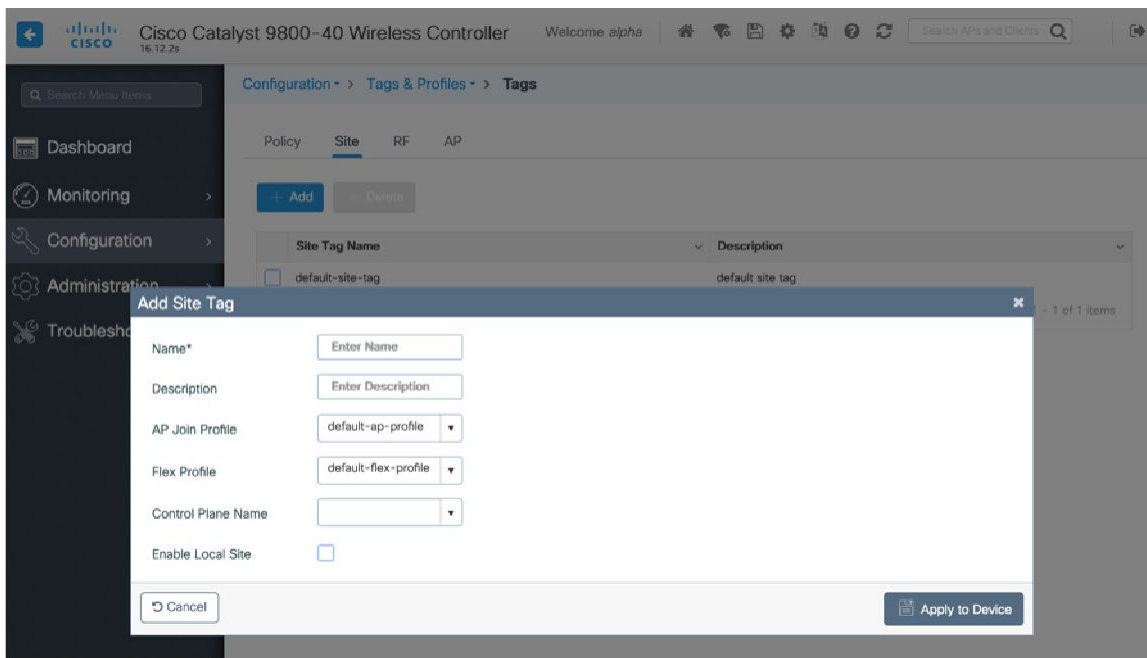 CISCO
Cisco Catalyst 9800-40 Wireless Controller
16.12.2s
Welcome alpha
Search APs and Clients
Search Menu Items
Configuration > Tags & Profiles > Tags
Dashboard
Monitoring
Configuration
Administration
Troublesho
Policy Site RF AP
+ Add × Delete
Site Tag Name Description
default-site-tag default site tag
- 1 of 1 items
Add Site Tag
Name* Enter Name
Description Enter Description
AP Join Profile default-ap-profile
Flex Profile default-flex-profile
Control Plane Name
Enable Local Site
Cancel Apply to Device